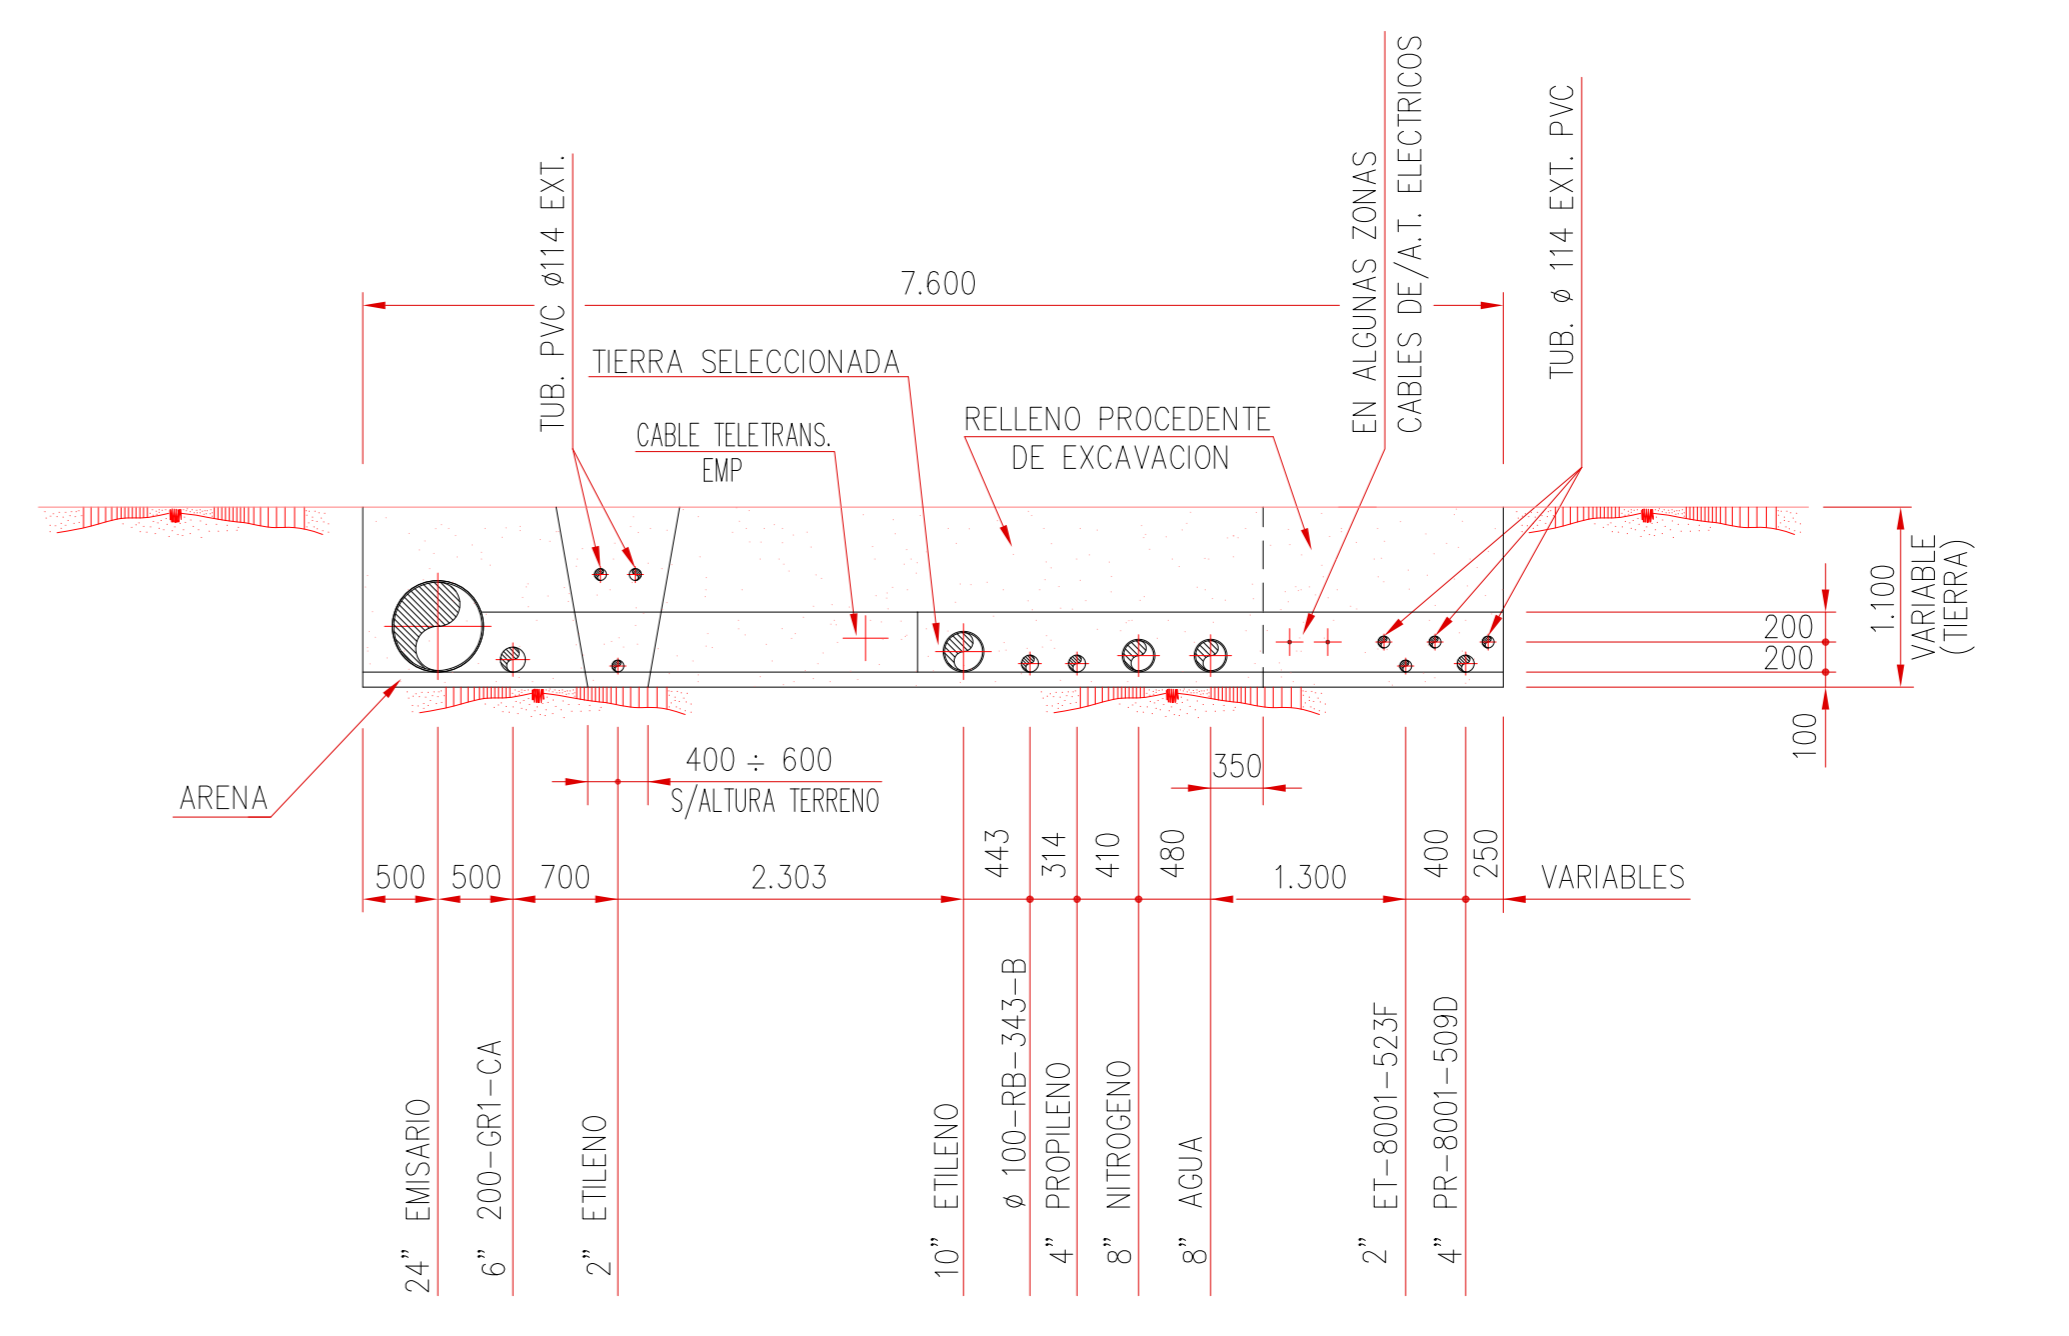 TUB. PVC ø114 EXT.
7.600
EN ALGUNAS ZONAS
CABLES DE/A.T. ELECTRICOS
TUB. ø 114 EXT. PVC
TIERRA SELECCIONADA
CABLE TELETRANS.
EMP
RELLENO PROCEDENTE
DE EXCAVACION
200
200
100
1.100
VARIABLE
(TIERRA)
ARENA
400 ÷ 600
S/ALTURA TERRENO
350
500
500
700
2.303
443
314
410
480
1.300
400
250
VARIABLES
24” EMISARIO
6” 200-GR1-CA
2” ETILENO
10” ETILENO
ø 100-RB-343-B
4” PROPILENO
8” NITROGENO
8” AGUA
2” ET-8001-523F
4” PR-8001-509D